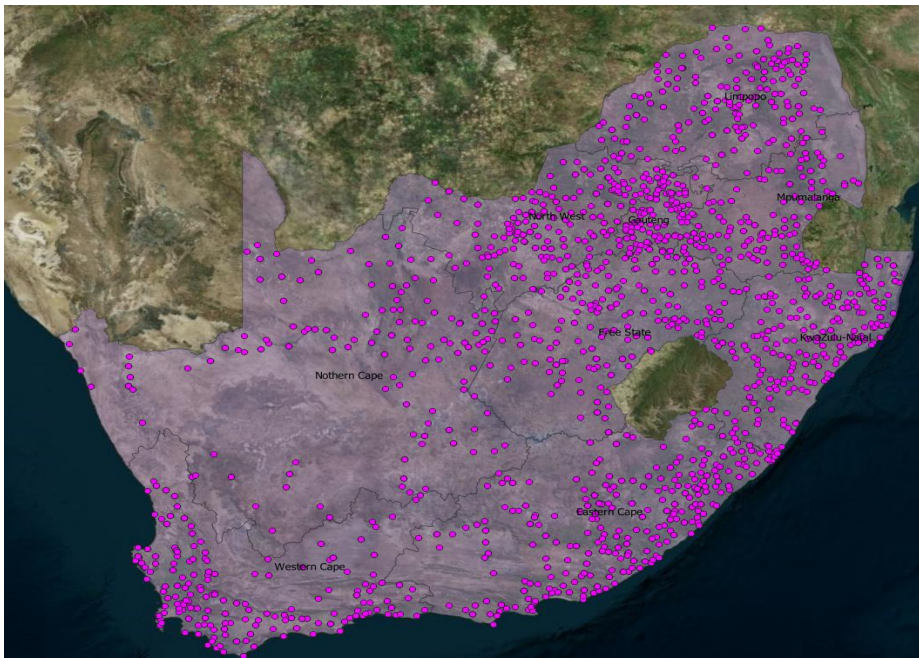 Limpopo
Mpumalanga
North West
Gauteng
Free State
KwaZulu-Natal
Nothern Cape
Eastern Cape
Western Cape